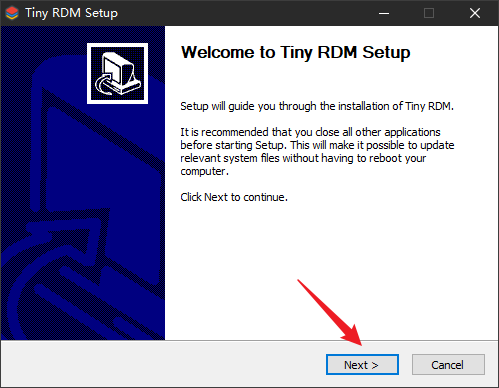 Tiny RDM Setup
Welcome to Tiny RDM Setup
Setup will guide you through the installation of Tiny RDM.
It is recommended that you close all other applications
before starting Setup. This will make it possible to update
relevant system files without having to reboot your
computer.
Click Next to continue.
Next >
Cancel